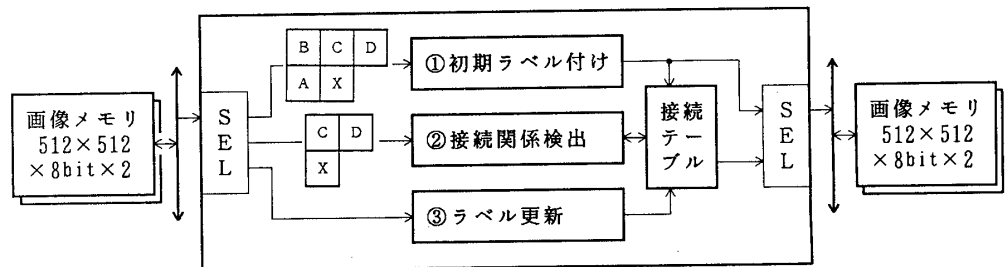 画像メモリ
512×512
×8bit×2
S
E
L
B C D
A X
C D
X
①初期ラベル付け
②接続関係検出
③ラベル更新
接続
テー
ブル
S
E
L
画像メモリ
512×512
×8bit×2